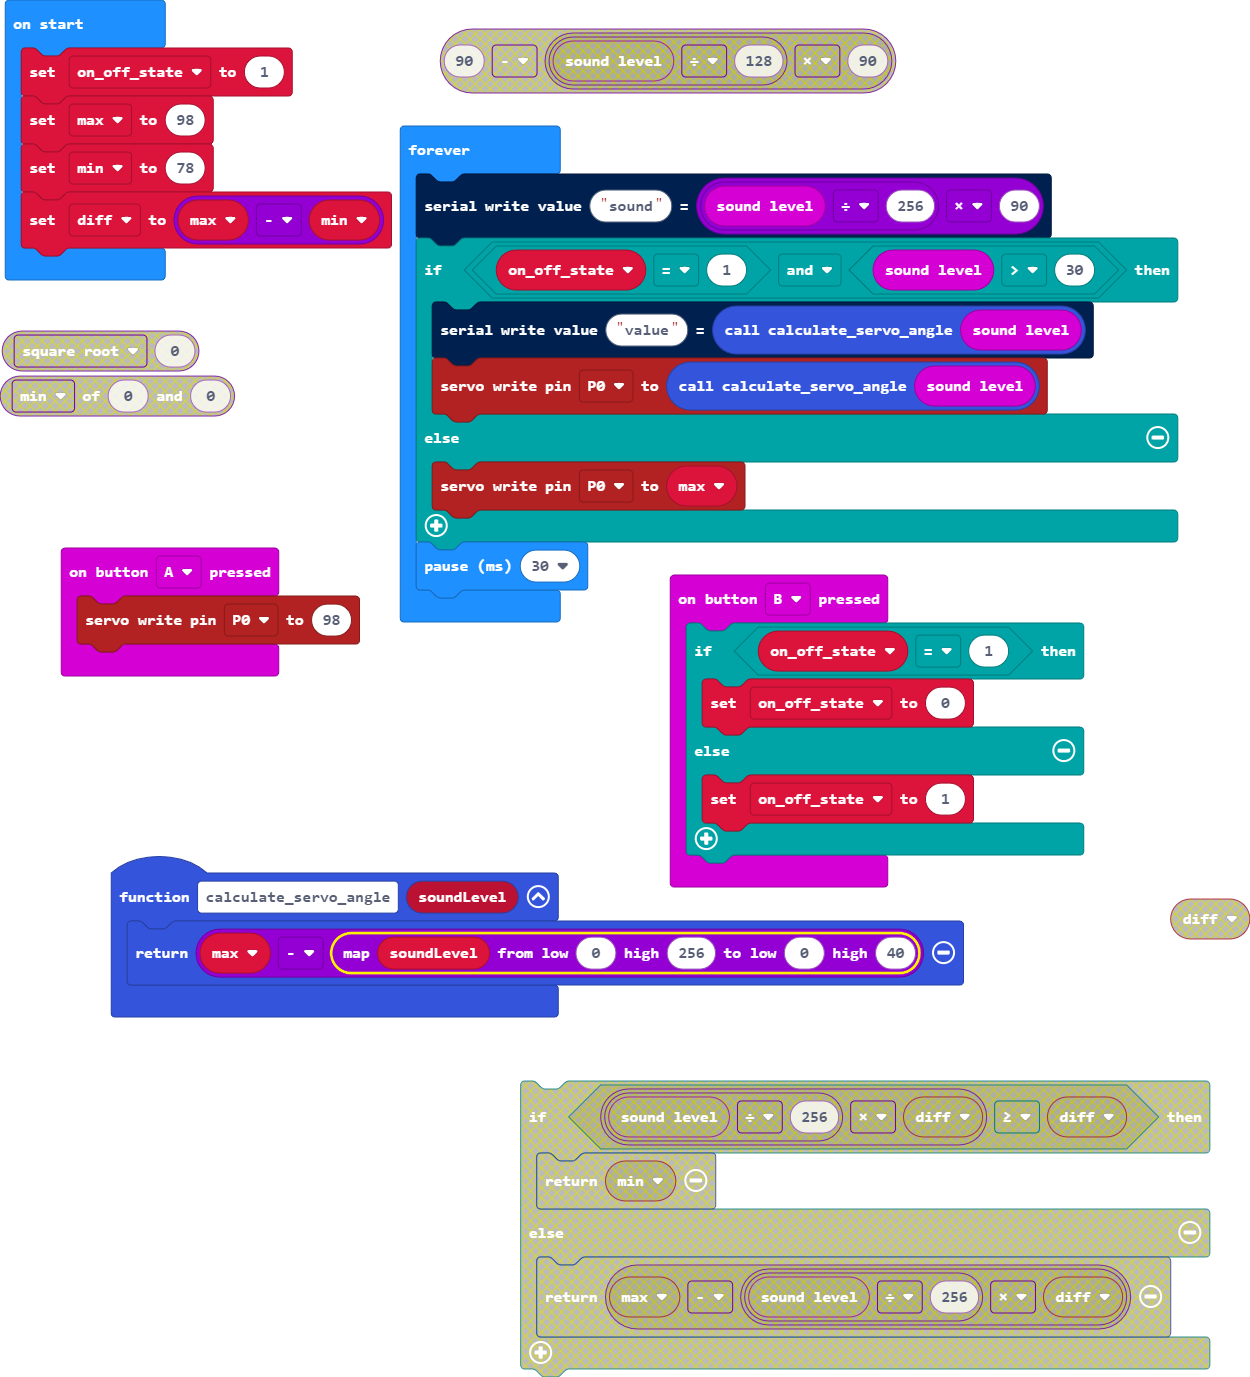 on start
set on_off_state to 1
set max to 98
set min to 78
set diff to max - min
90 - sound level ÷ 128 × 90
forever
serial write value "sound" = sound level ÷ 256 × 90
if on_off_state = 1 and sound level > 30 then
serial write value "value" = call calculate_servo_angle sound level
servo write pin P0 to call calculate_servo_angle sound level
else
servo write pin P0 to max
pause (ms) 30
square root 0
min of 0 and 0
on button A pressed
servo write pin P0 to 98
on button B pressed
if on_off_state = 1 then
set on_off_state to 0
else
set on_off_state to 1
function calculate_servo_angle soundLevel
return max - map soundLevel from low 0 high 256 to low 0 high 40
diff
if sound level ÷ 256 × diff ≥ diff then
return min
else
return max - sound level ÷ 256 × diff